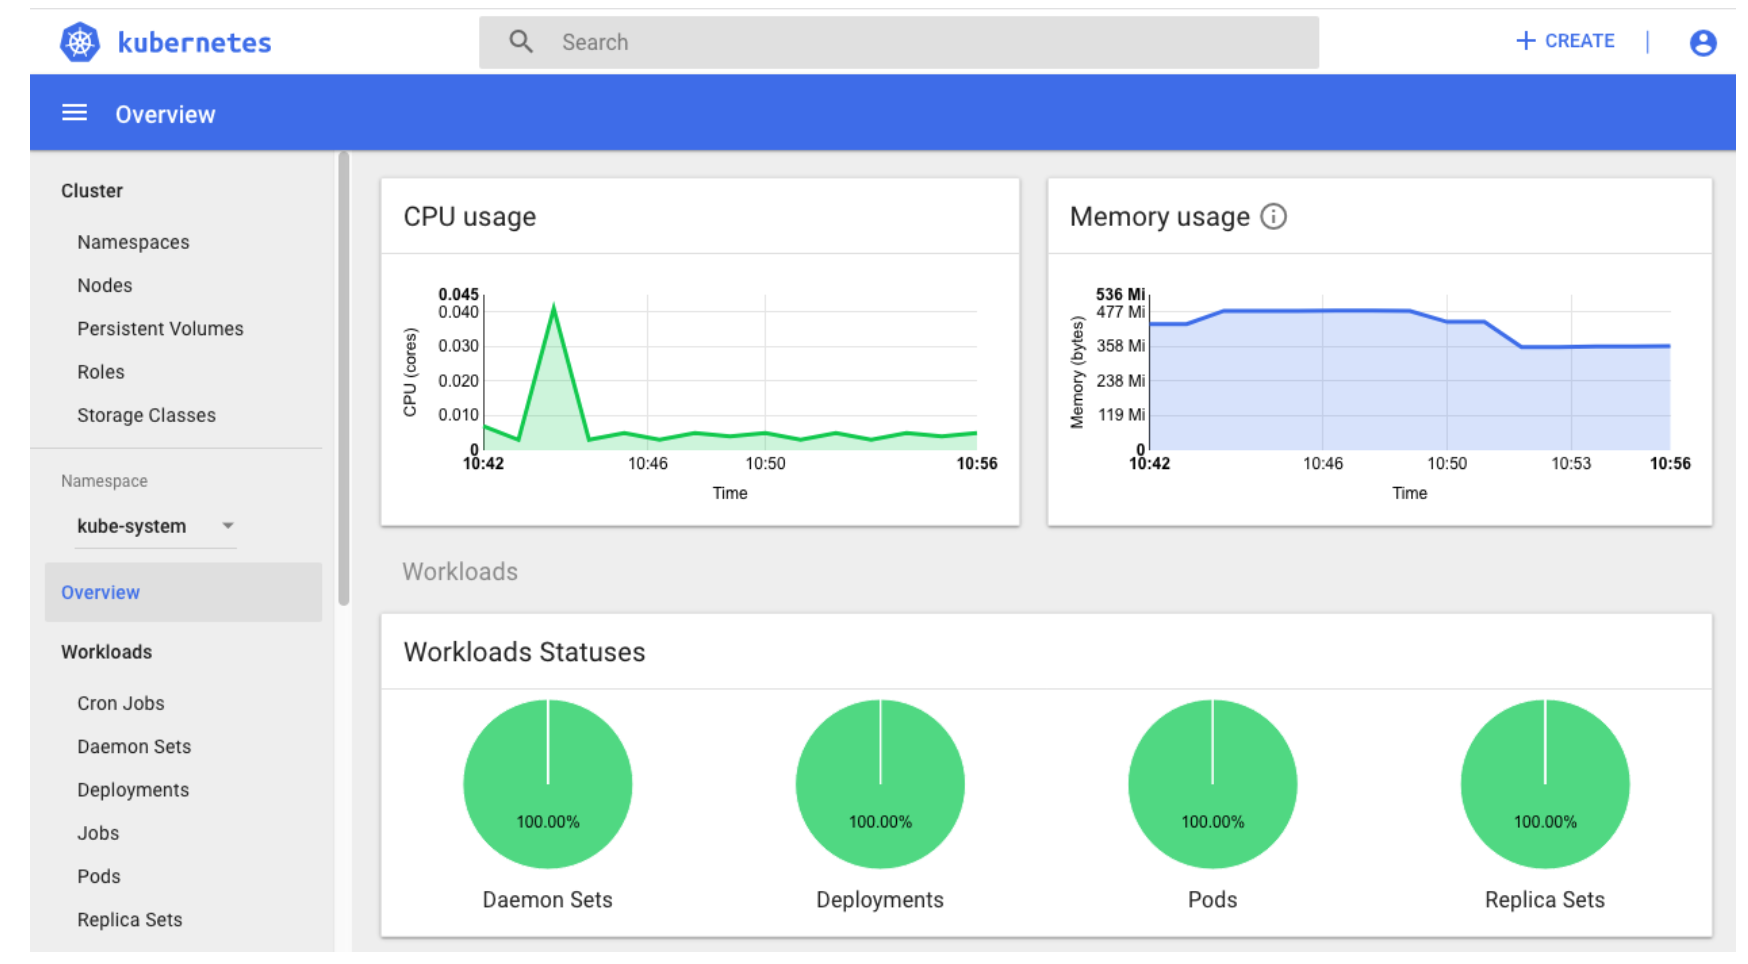 kubernetes
Search
+ CREATE |
Overview
Cluster
Namespaces
Nodes
Persistent Volumes
Roles
Storage Classes
Namespace
kube-system
Overview
Workloads
Cron Jobs
Daemon Sets
Deployments
Jobs
Pods
Replica Sets
CPU usage
CPU (cores)
0.045
0.040
0.030
0.020
0.010
0
10:42 10:46 10:50 10:56
Time
Memory usage
Memory (bytes)
536 Mi
477 Mi
358 Mi
238 Mi
119 Mi
0
10:42 10:46 10:50 10:53 10:56
Time
Workloads
Workloads Statuses
100.00% 100.00% 100.00% 100.00%
Daemon Sets Deployments Pods Replica Sets